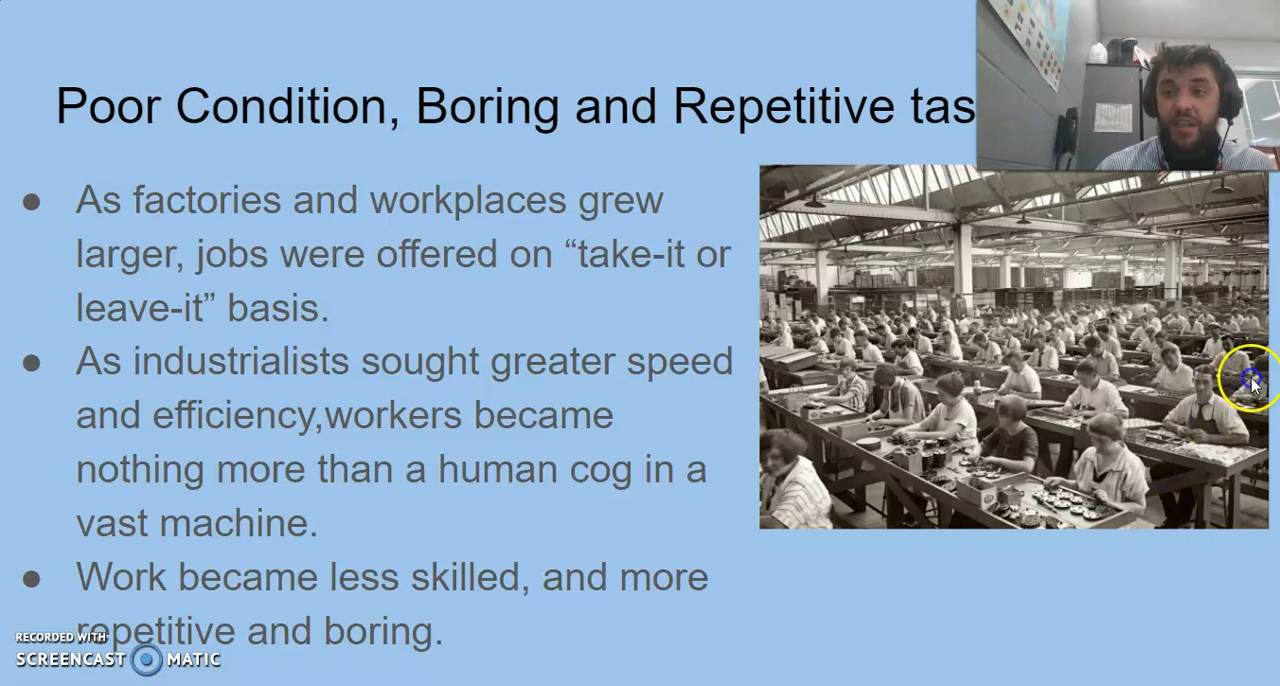 Poor Condition, Boring and Repetitive tas
● As factories and workplaces grew
larger, jobs were offered on “take-it or
leave-it” basis.
● As industrialists sought greater speed
and efficiency,workers became
nothing more than a human cog in a
vast machine.
● Work became less skilled, and more
repetitive and boring.
RECORDED WITH
SCREENCAST MATIC